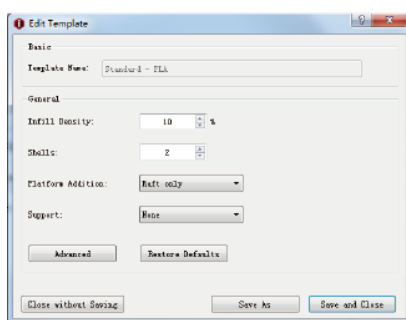 Edit Template
Basic
Template Name: Standard - PLA
General
Infill Density: 10 %
Shells: 2
Platform Addition: Raft only
Support: None
Advanced Restore Defaults
Close without Saving Save As Save and Close